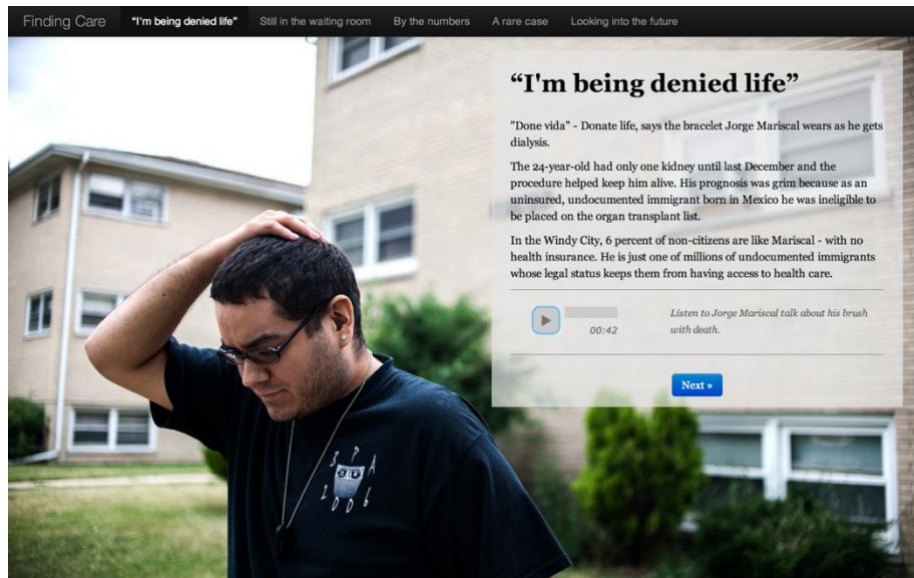 Finding Care "I'm being denied life" Still in the waiting room By the numbers A rare case Looking into the future
“I'm being denied life”
"Done vida" - Donate life, says the bracelet Jorge Mariscal wears as he gets
dialysis.
The 24-year-old had only one kidney until last December and the
procedure helped keep him alive. His prognosis was grim because as an
uninsured, undocumented immigrant born in Mexico he was ineligible to
be placed on the organ transplant list.
In the Windy City, 6 percent of non-citizens are like Mariscal - with no
health insurance. He is just one of millions of undocumented immigrants
whose legal status keeps them from having access to health care.
Listen to Jorge Mariscal talk about his brush
00:42 with death.
Next »
S P A
2006